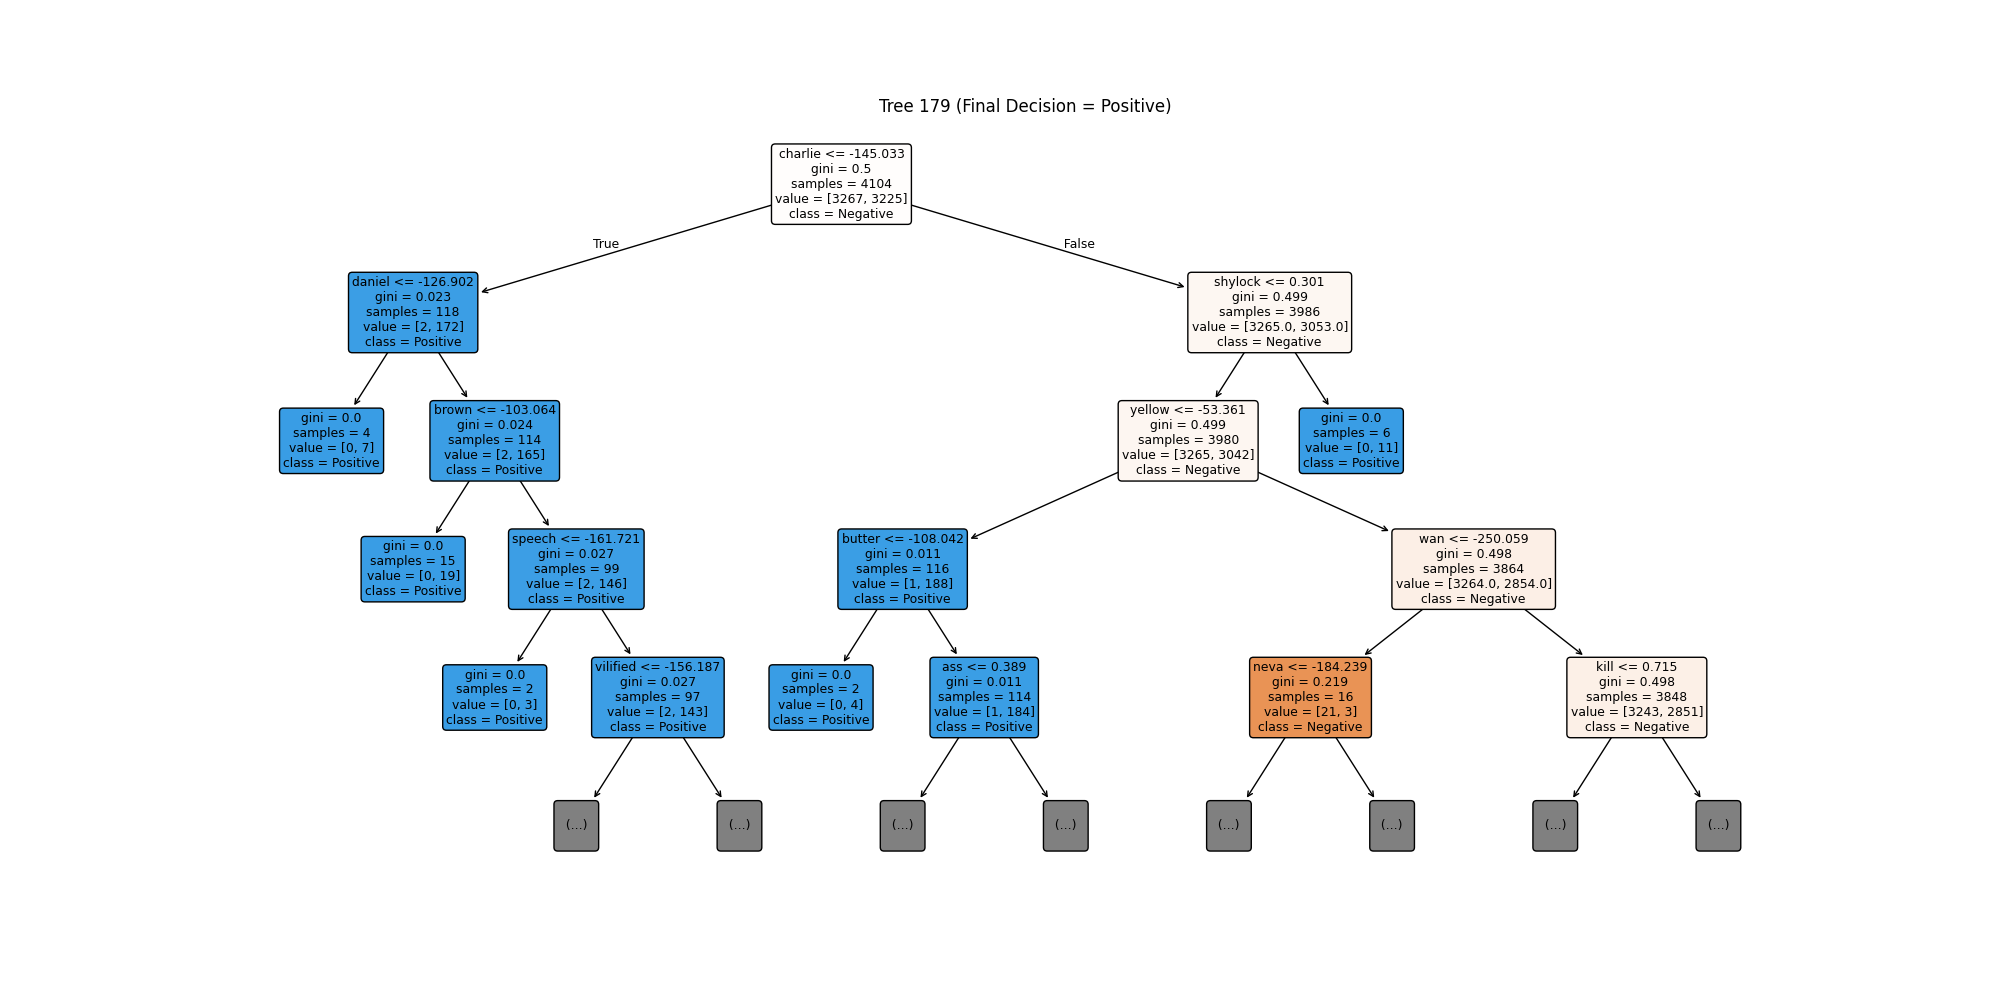 Tree 179 (Final Decision = Positive)
charlie <= -145.033
gini = 0.5
samples = 4104
value = [3267, 3225]
class = Negative
True
False
daniel <= -126.902
gini = 0.023
samples = 118
value = [2, 172]
class = Positive
shylock <= 0.301
gini = 0.499
samples = 3986
value = [3265.0, 3053.0]
class = Negative
gini = 0.0
samples = 4
value = [0, 7]
class = Positive
brown <= -103.064
gini = 0.024
samples = 114
value = [2, 165]
class = Positive
yellow <= -53.361
gini = 0.499
samples = 3980
value = [3265, 3042]
class = Negative
gini = 0.0
samples = 6
value = [0, 11]
class = Positive
gini = 0.0
samples = 15
value = [0, 19]
class = Positive
speech <= -161.721
gini = 0.027
samples = 99
value = [2, 146]
class = Positive
butter <= -108.042
gini = 0.011
samples = 116
value = [1, 188]
class = Positive
wan <= -250.059
gini = 0.498
samples = 3864
value = [3264.0, 2854.0]
class = Negative
gini = 0.0
samples = 2
value = [0, 3]
class = Positive
vilified <= -156.187
gini = 0.027
samples = 97
value = [2, 143]
class = Positive
gini = 0.0
samples = 2
value = [0, 4]
class = Positive
ass <= 0.389
gini = 0.011
samples = 114
value = [1, 184]
class = Positive
neva <= -184.239
gini = 0.219
samples = 16
value = [21, 3]
class = Negative
kill <= 0.715
gini = 0.498
samples = 3848
value = [3243, 2851]
class = Negative
(...)
(...)
(...)
(...)
(...)
(...)
(...)
(...)